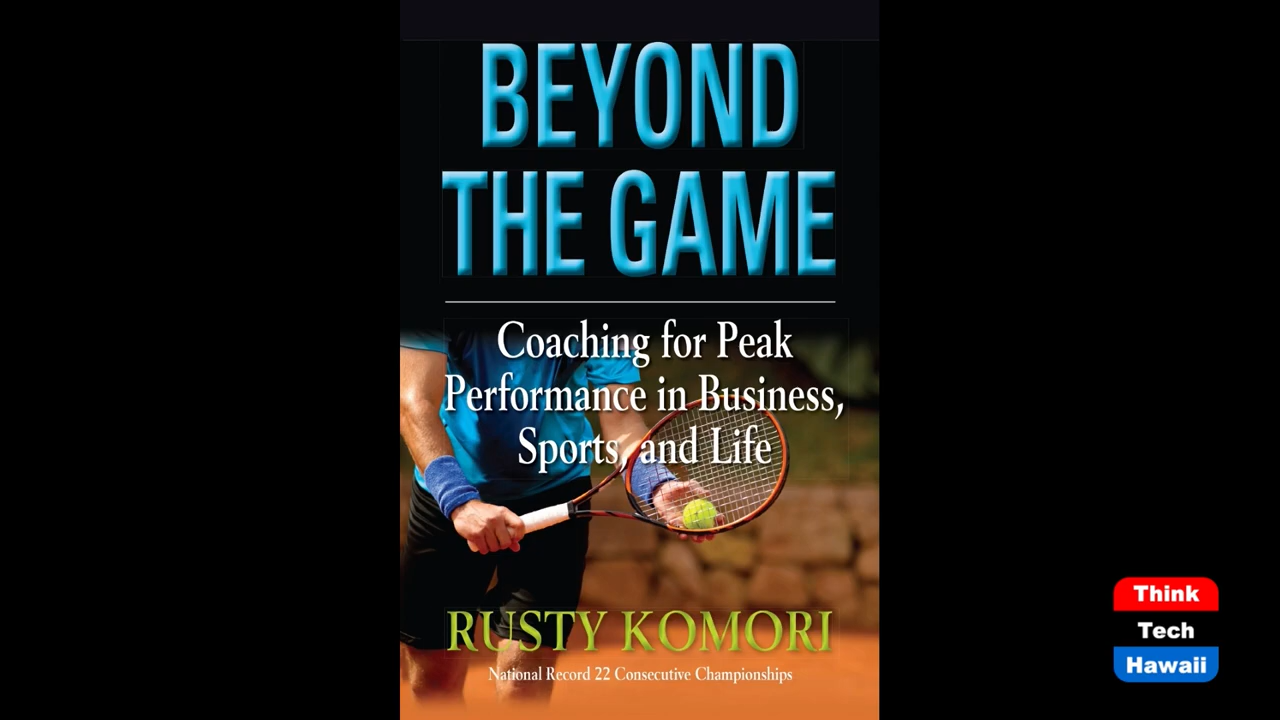 BEYOND
THE GAME
Coaching for Peak
Performance in Business,
Sports, and Life
RUSTY KOMORI
National Record 22 Consecutive Championships
Think
Tech
Hawaii